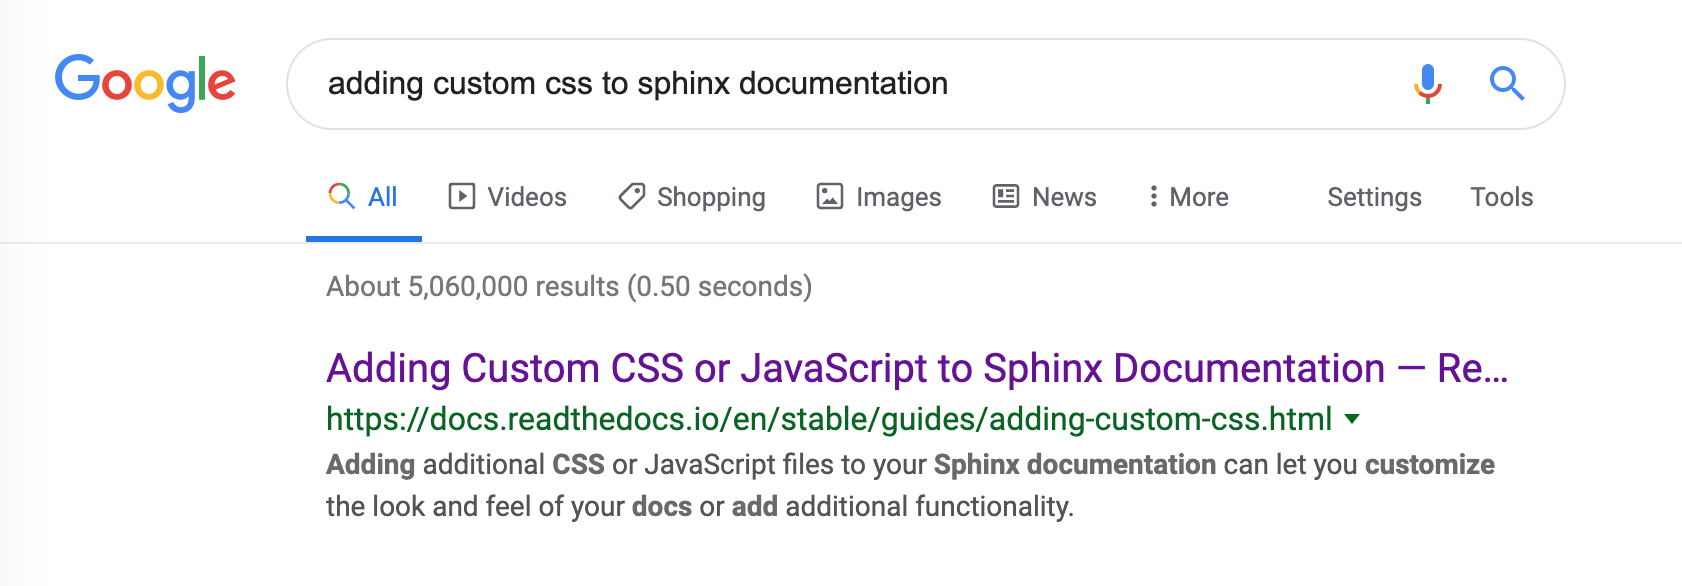 Google
adding custom css to sphinx documentation
All Videos Shopping Images News More Settings Tools
About 5,060,000 results (0.50 seconds)
Adding Custom CSS or JavaScript to Sphinx Documentation — Re...
https://docs.readthedocs.io/en/stable/guides/adding-custom-css.html
Adding additional CSS or JavaScript files to your Sphinx documentation can let you customize
the look and feel of your docs or add additional functionality.